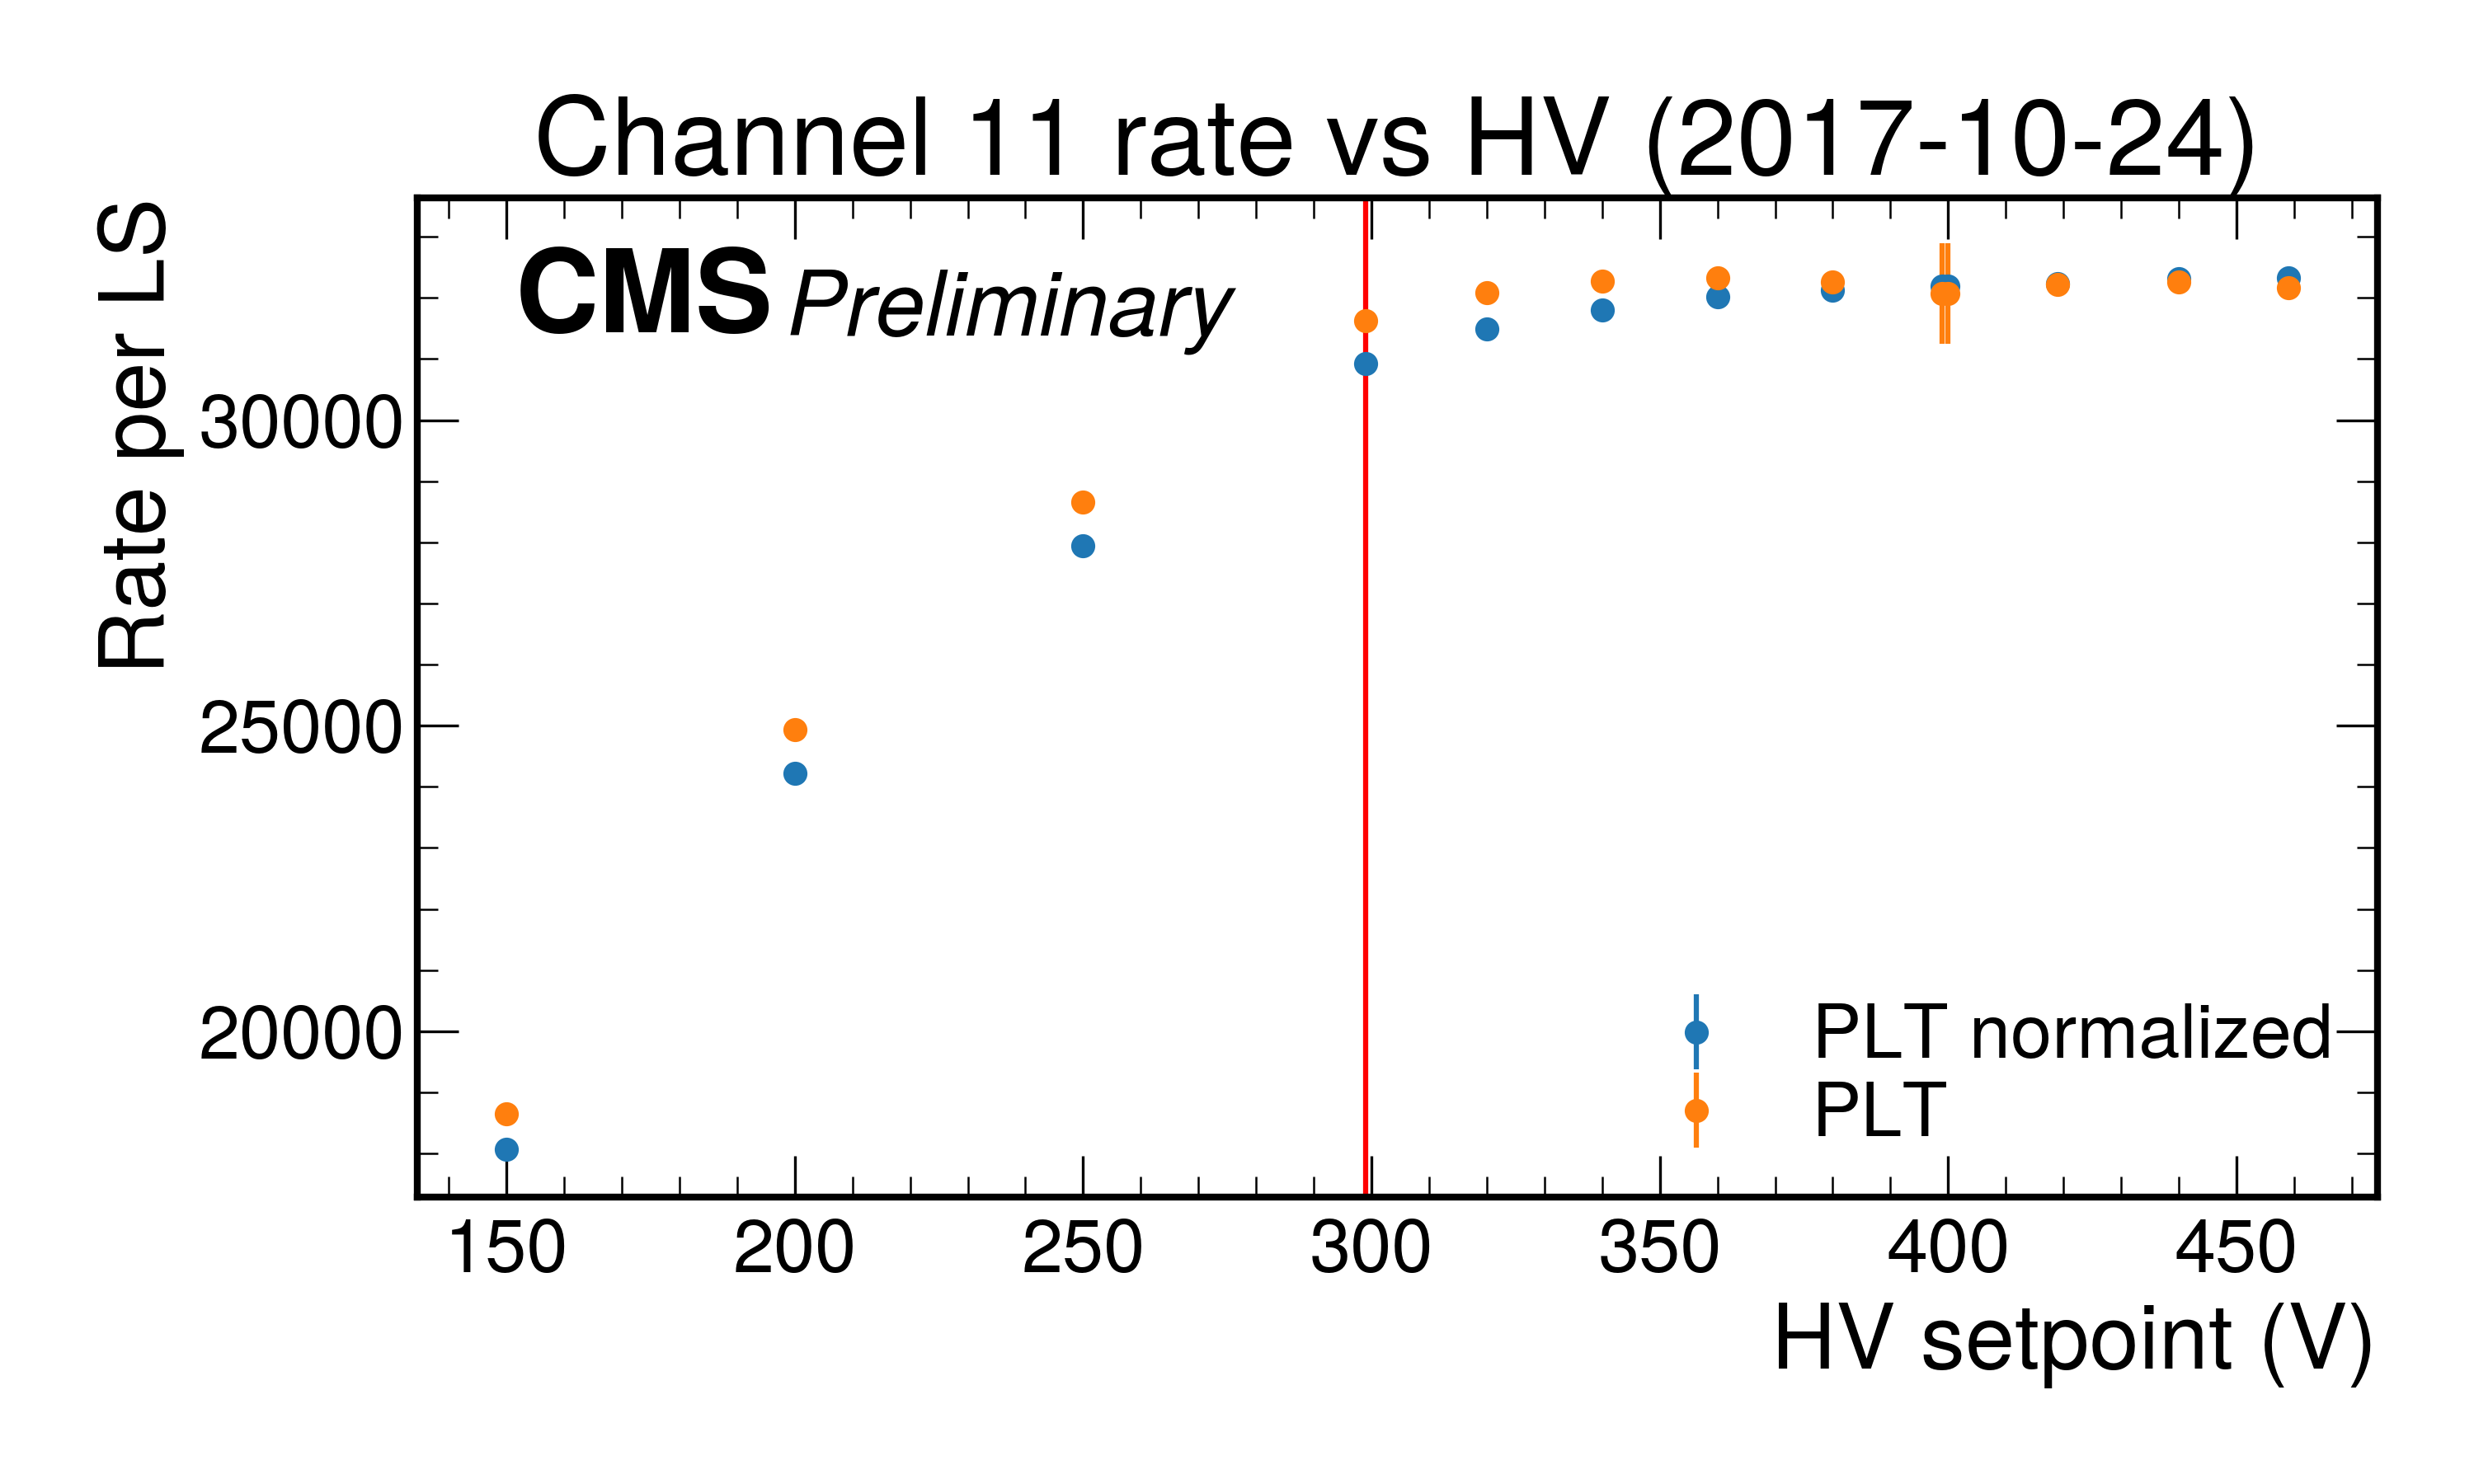 Channel 11 rate vs HV (2017-10-24)
CMS Preliminary
Rate per LS
30000
25000
20000
PLT normalized
PLT
150 200 250 300 350 400 450
HV setpoint (V)